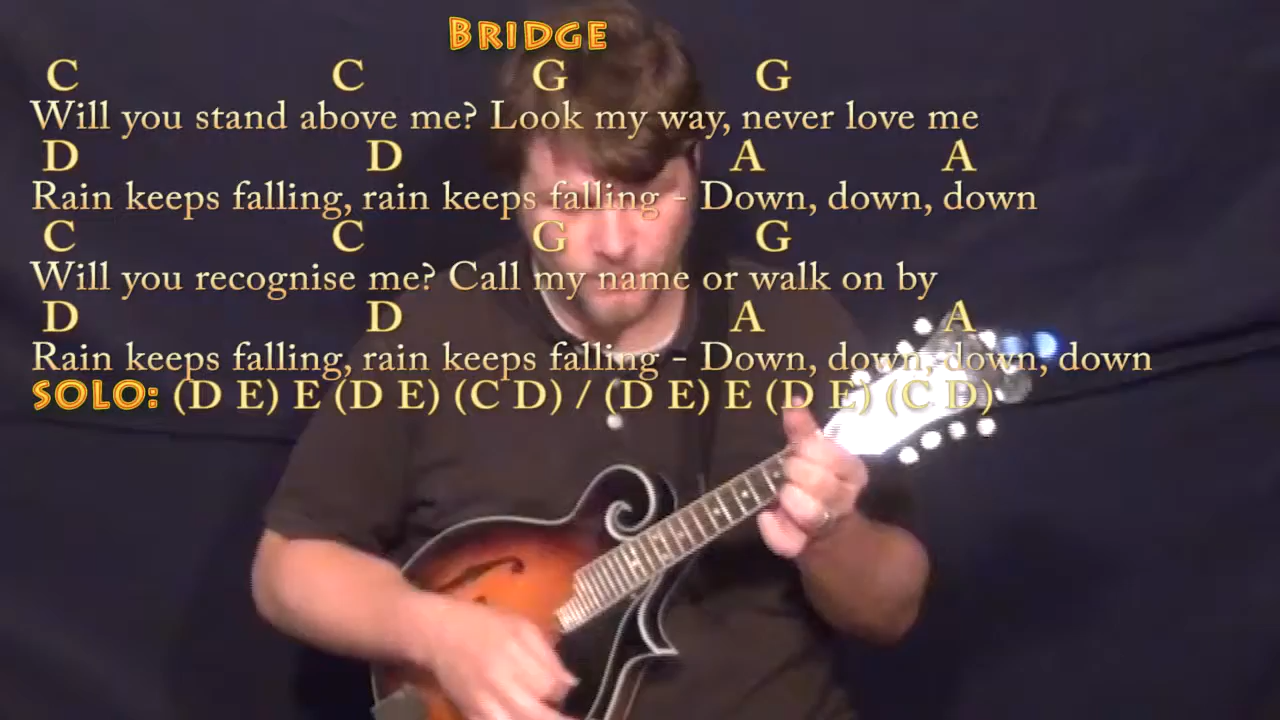 BRIDGE
C C G G
Will you stand above me? Look my way, never love me
D D A A
Rain keeps falling, rain keeps falling - Down, down, down
C C G G
Will you recognise me? Call my name or walk on by
D D A A
Rain keeps falling, rain keeps falling - Down, down, down, down
SOLO: (D E) E (D E) (C D) / (D E) E (D E) (C D)